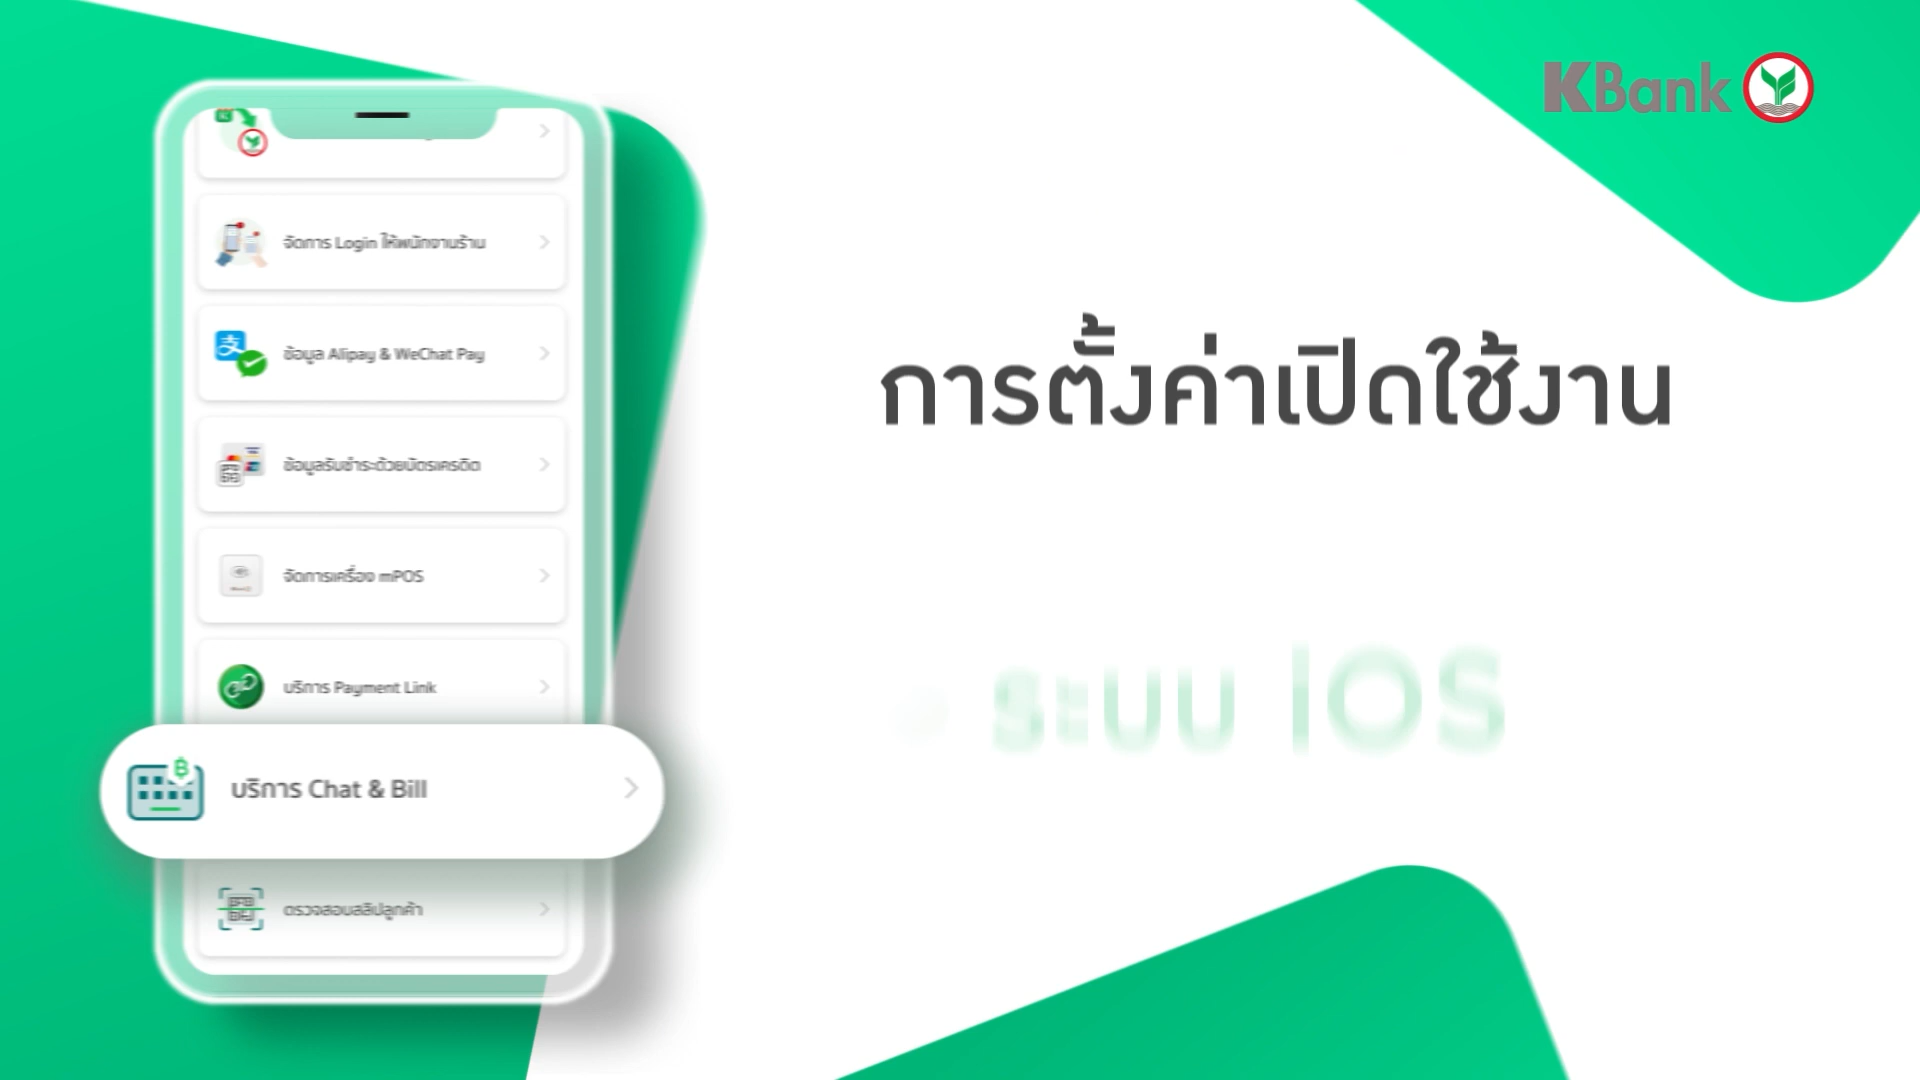 KBank
จัดการ Login ให้พนักงานร้าน
ข้อมูล Alipay & WeChat Pay
ข้อมูลรับชำระด้วยบัตรเครดิต
จัดการเครื่อง mPOS
บริการ Payment Link
บริการ Chat & Bill
ตรวจสอบสลิปลูกค้า
การตั้งค่าเปิดใช้งาน
ระบบ IOS